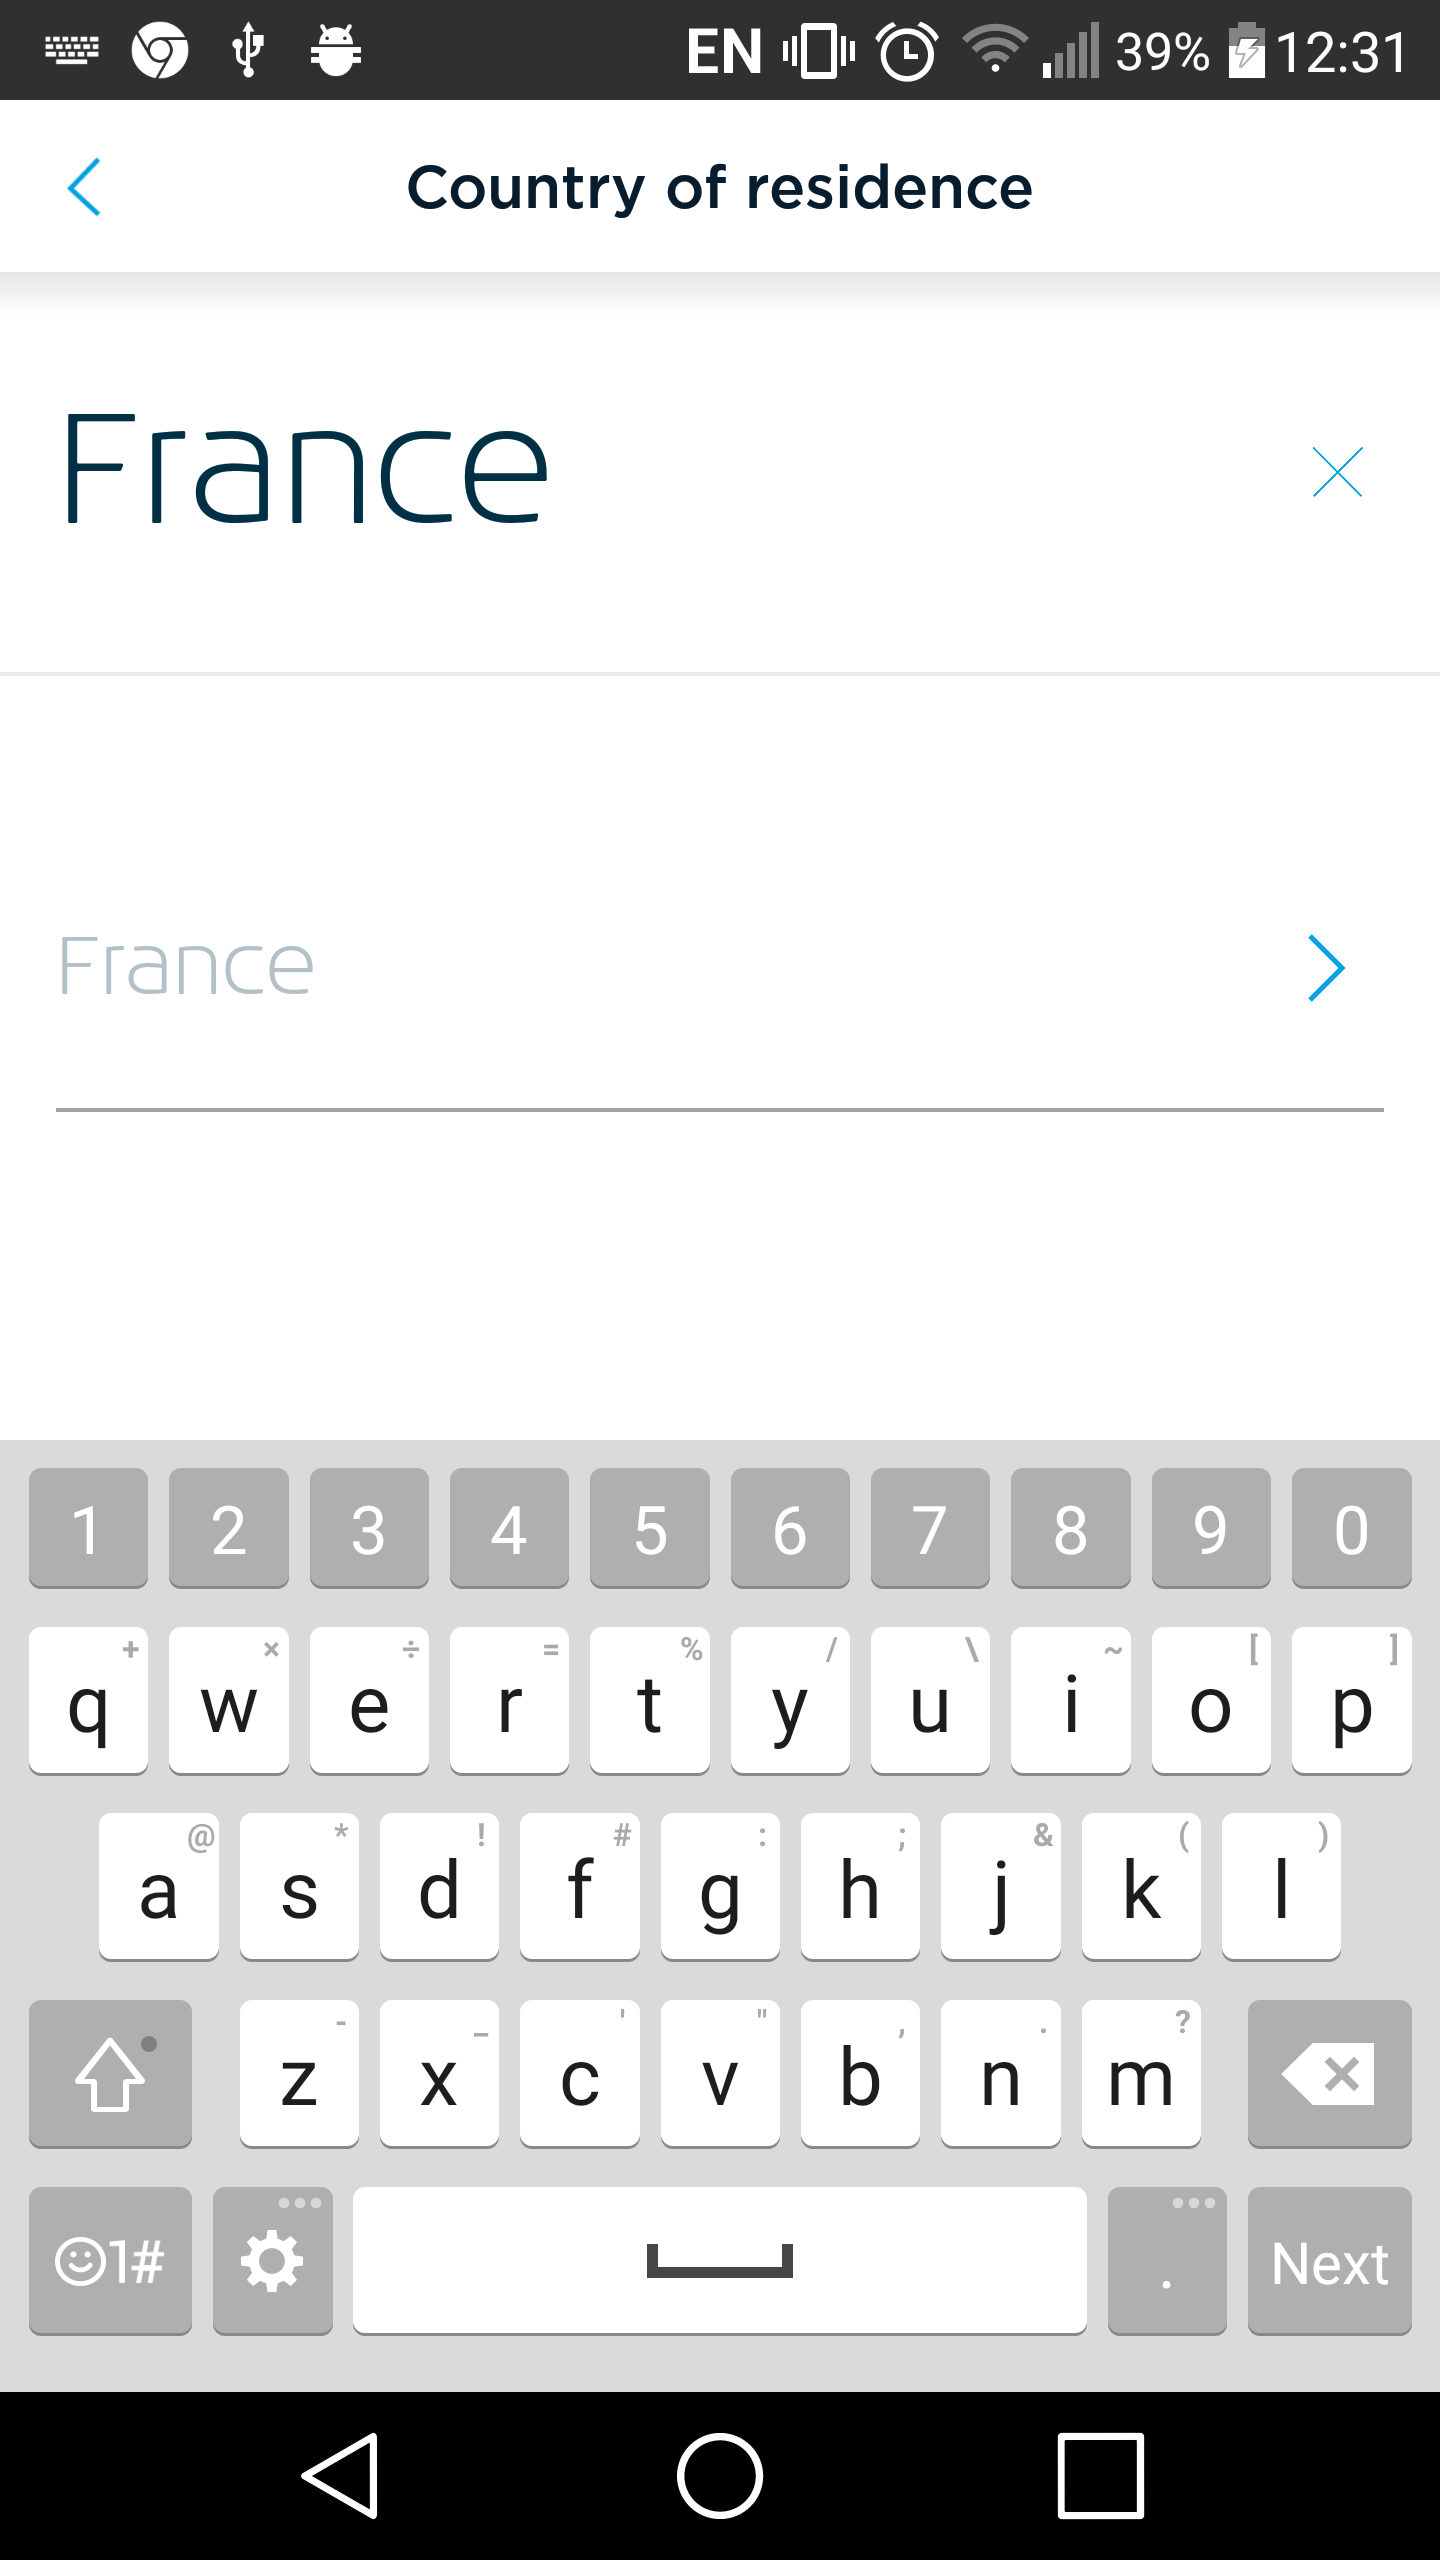 EN 39% 12:31
Country of residence
France
France
1 2 3 4 5 6 7 8 9 0
+ × ÷ = % / \ ~ [ ]
q w e r t y u i o p
@ * ! # : ; & ( )
a s d f g h j k l
- _ ' " , . ?
z x c v b n m
1# . Next